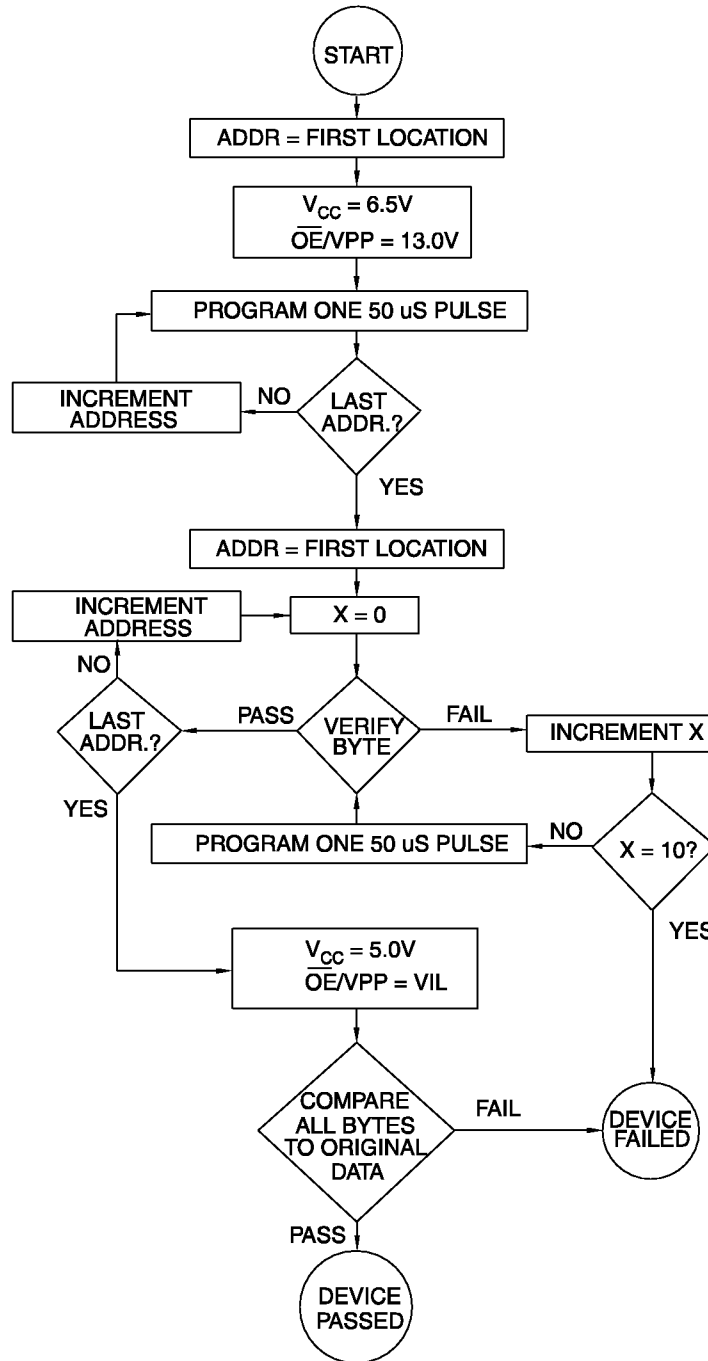 START
ADDR = FIRST LOCATION
VCC = 6.5V
OE/VPP = 13.0V
PROGRAM ONE 50 uS PULSE
INCREMENT
ADDRESS
NO
LAST
ADDR.?
YES
ADDR = FIRST LOCATION
INCREMENT
ADDRESS
X = 0
NO
LAST
ADDR.?
PASS
VERIFY
BYTE
FAIL
INCREMENT X
YES
PROGRAM ONE 50 uS PULSE
NO
X = 10?
YES
VCC = 5.0V
OE/VPP = VIL
COMPARE
ALL BYTES
TO ORIGINAL
DATA
FAIL
DEVICE
FAILED
PASS
DEVICE
PASSED